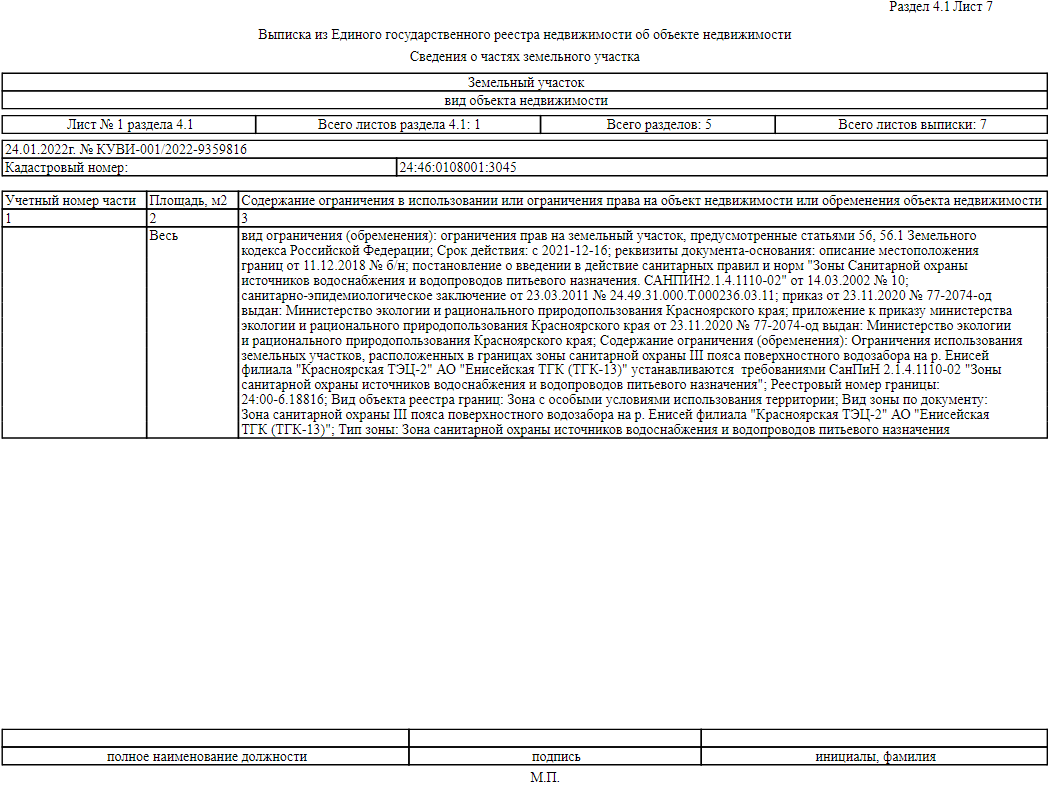 Раздел 4.1 Лист 7
Выписка из Единого государственного реестра недвижимости об объекте недвижимости
Сведения о частях земельного участка
Земельный участок
вид объекта недвижимости
Лист № 1 раздела 4.1 Всего листов раздела 4.1: 1 Всего разделов: 5 Всего листов выписки: 7
24.01.2022г. № КУВИ-001/2022-9359816
Кадастровый номер: 24:46:0108001:3045
Учетный номер части Площадь, м2 Содержание ограничения в использовании или ограничения права на объект недвижимости или обременения объекта недвижимости
1 2 3
Весь вид ограничения (обременения): ограничения прав на земельный участок, предусмотренные статьями 56, 56.1 Земельного
кодекса Российской Федерации; Срок действия: с 2021-12-16; реквизиты документа-основания: описание местоположения
границ от 11.12.2018 № б/н; постановление о введении в действие санитарных правил и норм "Зоны Санитарной охраны
источников водоснабжения и водопроводов питьевого назначения. САНПИН2.1.4.1110-02" от 14.03.2002 № 10;
санитарно-эпидемиологическое заключение от 23.03.2011 № 24.49.31.000.Т.000236.03.11; приказ от 23.11.2020 № 77-2074-од
выдан: Министерство экологии и рационального природопользования Красноярского края; приложение к приказу министерства
экологии и рационального природопользования Красноярского края от 23.11.2020 № 77-2074-од выдан: Министерство экологии
и рационального природопользования Красноярского края; Содержание ограничения (обременения): Ограничения использования
земельных участков, расположенных в границах зоны санитарной охраны III пояса поверхностного водозабора на р. Енисей
филиала "Красноярская ТЭЦ-2" АО "Енисейская ТГК (ТГК-13)" устанавливаются требованиями СанПиН 2.1.4.1110-02 "Зоны
санитарной охраны источников водоснабжения и водопроводов питьевого назначения"; Реестровый номер границы:
24:00-6.18816; Вид объекта реестра границ: Зона с особыми условиями использования территории; Вид зоны по документу:
Зона санитарной охраны III пояса поверхностного водозабора на р. Енисей филиала "Красноярская ТЭЦ-2" АО "Енисейская
ТГК (ТГК-13)"; Тип зоны: Зона санитарной охраны источников водоснабжения и водопроводов питьевого назначения
полное наименование должности подпись инициалы, фамилия
М.П.